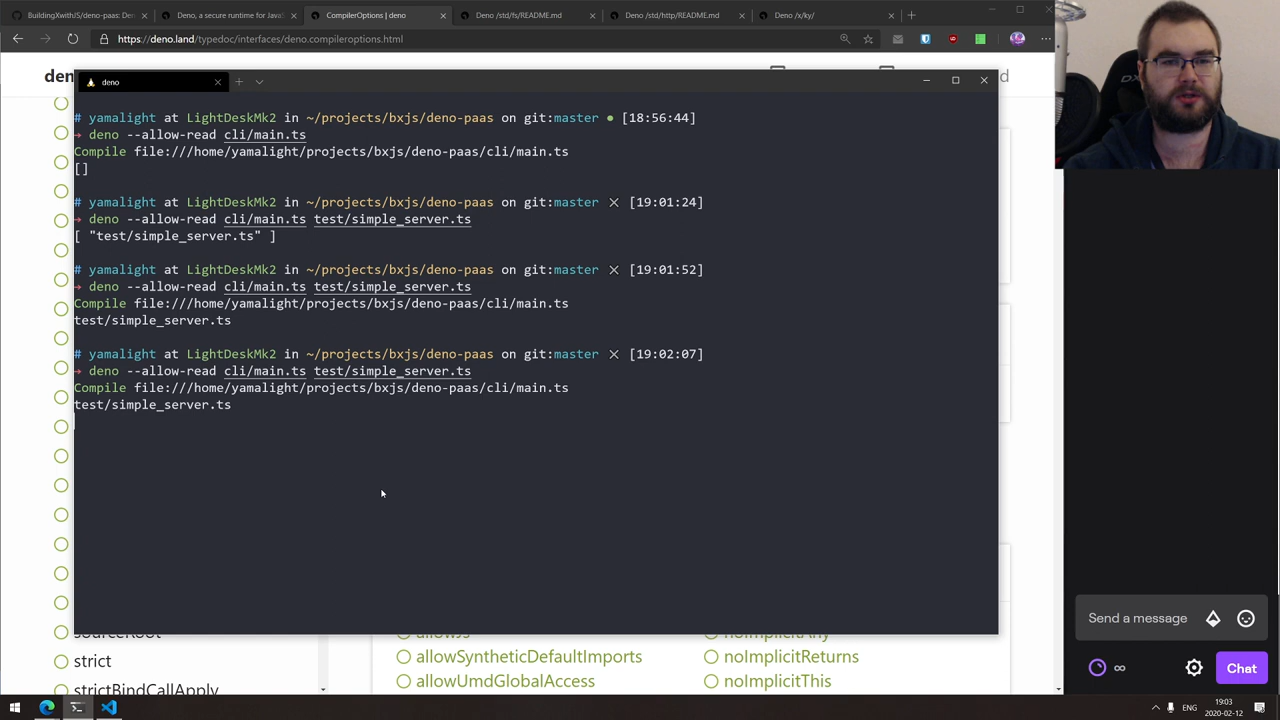 BuildingXwithJS/deno-paas: Den
Deno, a secure runtime for JavaS
CompilerOptions | deno
Deno /std/fs/README.md
Deno /std/http/README.md
Deno /x/ky/
https://deno.land/typedoc/interfaces/deno.compileroptions.html
deno
# yamalight at LightDeskMk2 in ~/projects/bxjs/deno-paas on git:master ● [18:56:44]
→ deno --allow-read cli/main.ts
Compile file:///home/yamalight/projects/bxjs/deno-paas/cli/main.ts
[]
# yamalight at LightDeskMk2 in ~/projects/bxjs/deno-paas on git:master ✕ [19:01:24]
→ deno --allow-read cli/main.ts test/simple_server.ts
[ "test/simple_server.ts" ]
# yamalight at LightDeskMk2 in ~/projects/bxjs/deno-paas on git:master ✕ [19:01:52]
→ deno --allow-read cli/main.ts test/simple_server.ts
Compile file:///home/yamalight/projects/bxjs/deno-paas/cli/main.ts
test/simple_server.ts
# yamalight at LightDeskMk2 in ~/projects/bxjs/deno-paas on git:master ✕ [19:02:07]
→ deno --allow-read cli/main.ts test/simple_server.ts
Compile file:///home/yamalight/projects/bxjs/deno-paas/cli/main.ts
test/simple_server.ts
sourceRoot
strict
strictBindCallApply
allowJs
allowSyntheticDefaultImports
allowUmdGlobalAccess
noImplicitAny
noImplicitReturns
noImplicitThis
Send a message
∞
Chat
ENG
19:03
2020-02-12